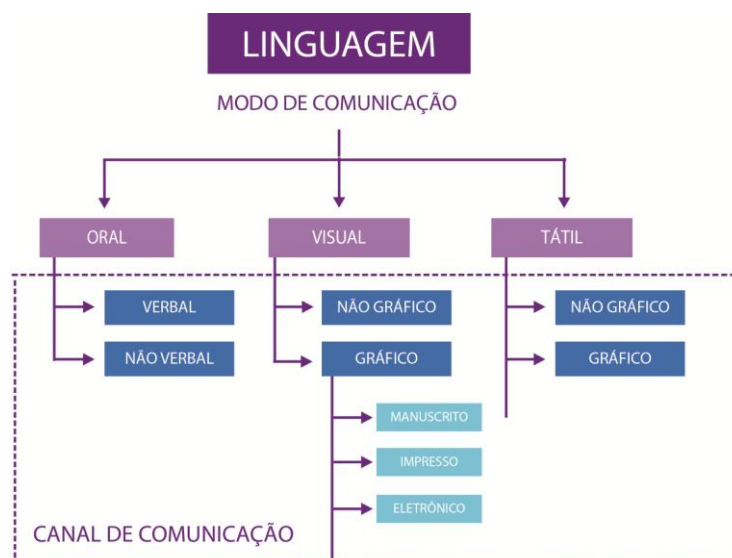 LINGUAGEM
MODO DE COMUNICAÇÃO
ORAL
VISUAL
TÁTIL
VERBAL
NÃO GRÁFICO
NÃO GRÁFICO
NÃO VERBAL
GRÁFICO
GRÁFICO
MANUSCRITO
IMPRESSO
ELETRÔNICO
CANAL DE COMUNICAÇÃO